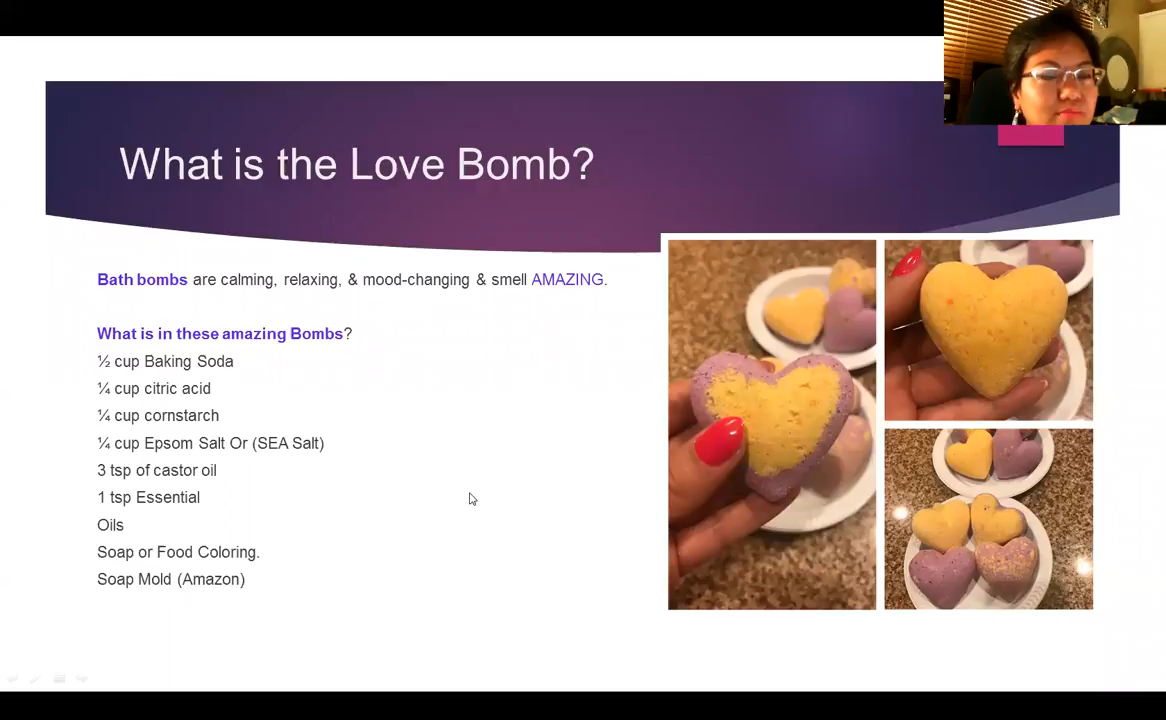 What is the Love Bomb?
Bath bombs are calming, relaxing, & mood-changing & smell AMAZING.
What is in these amazing Bombs?
½ cup Baking Soda
¼ cup citric acid
¼ cup cornstarch
¼ cup Epsom Salt Or (SEA Salt)
3 tsp of castor oil
1 tsp Essential
Oils
Soap or Food Coloring.
Soap Mold (Amazon)